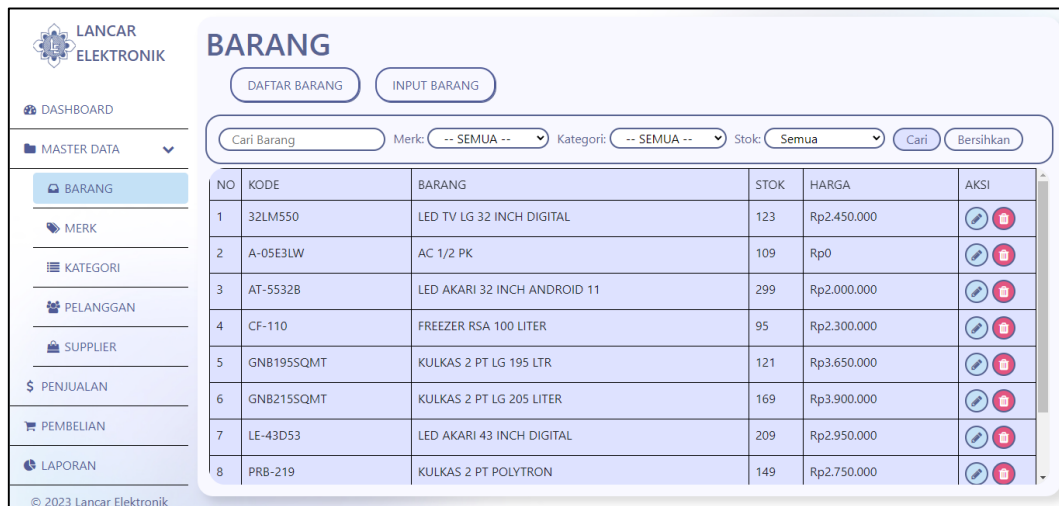 LANCAR
ELEKTRONIK
DASHBOARD
MASTER DATA
BARANG
MERK
KATEGORI
PELANGGAN
SUPPLIER
$ PENJUALAN
PEMBELIAN
LAPORAN
© 2023 Lancar Elektronik
BARANG
DAFTAR BARANG INPUT BARANG
Cari Barang Merk: -- SEMUA -- Kategori: -- SEMUA -- Stok: Semua Cari Bersihkan
NO KODE BARANG STOK HARGA AKSI
1 32LM550 LED TV LG 32 INCH DIGITAL 123 Rp2.450.000
2 A-05E3LW AC 1/2 PK 109 Rp0
3 AT-5532B LED AKARI 32 INCH ANDROID 11 299 Rp2.000.000
4 CF-110 FREEZER RSA 100 LITER 95 Rp2.300.000
5 GNB195SQMT KULKAS 2 PT LG 195 LTR 121 Rp3.650.000
6 GNB215SQMT KULKAS 2 PT LG 205 LITER 169 Rp3.900.000
7 LE-43D53 LED AKARI 43 INCH DIGITAL 209 Rp2.950.000
8 PRB-219 KULKAS 2 PT POLYTRON 149 Rp2.750.000